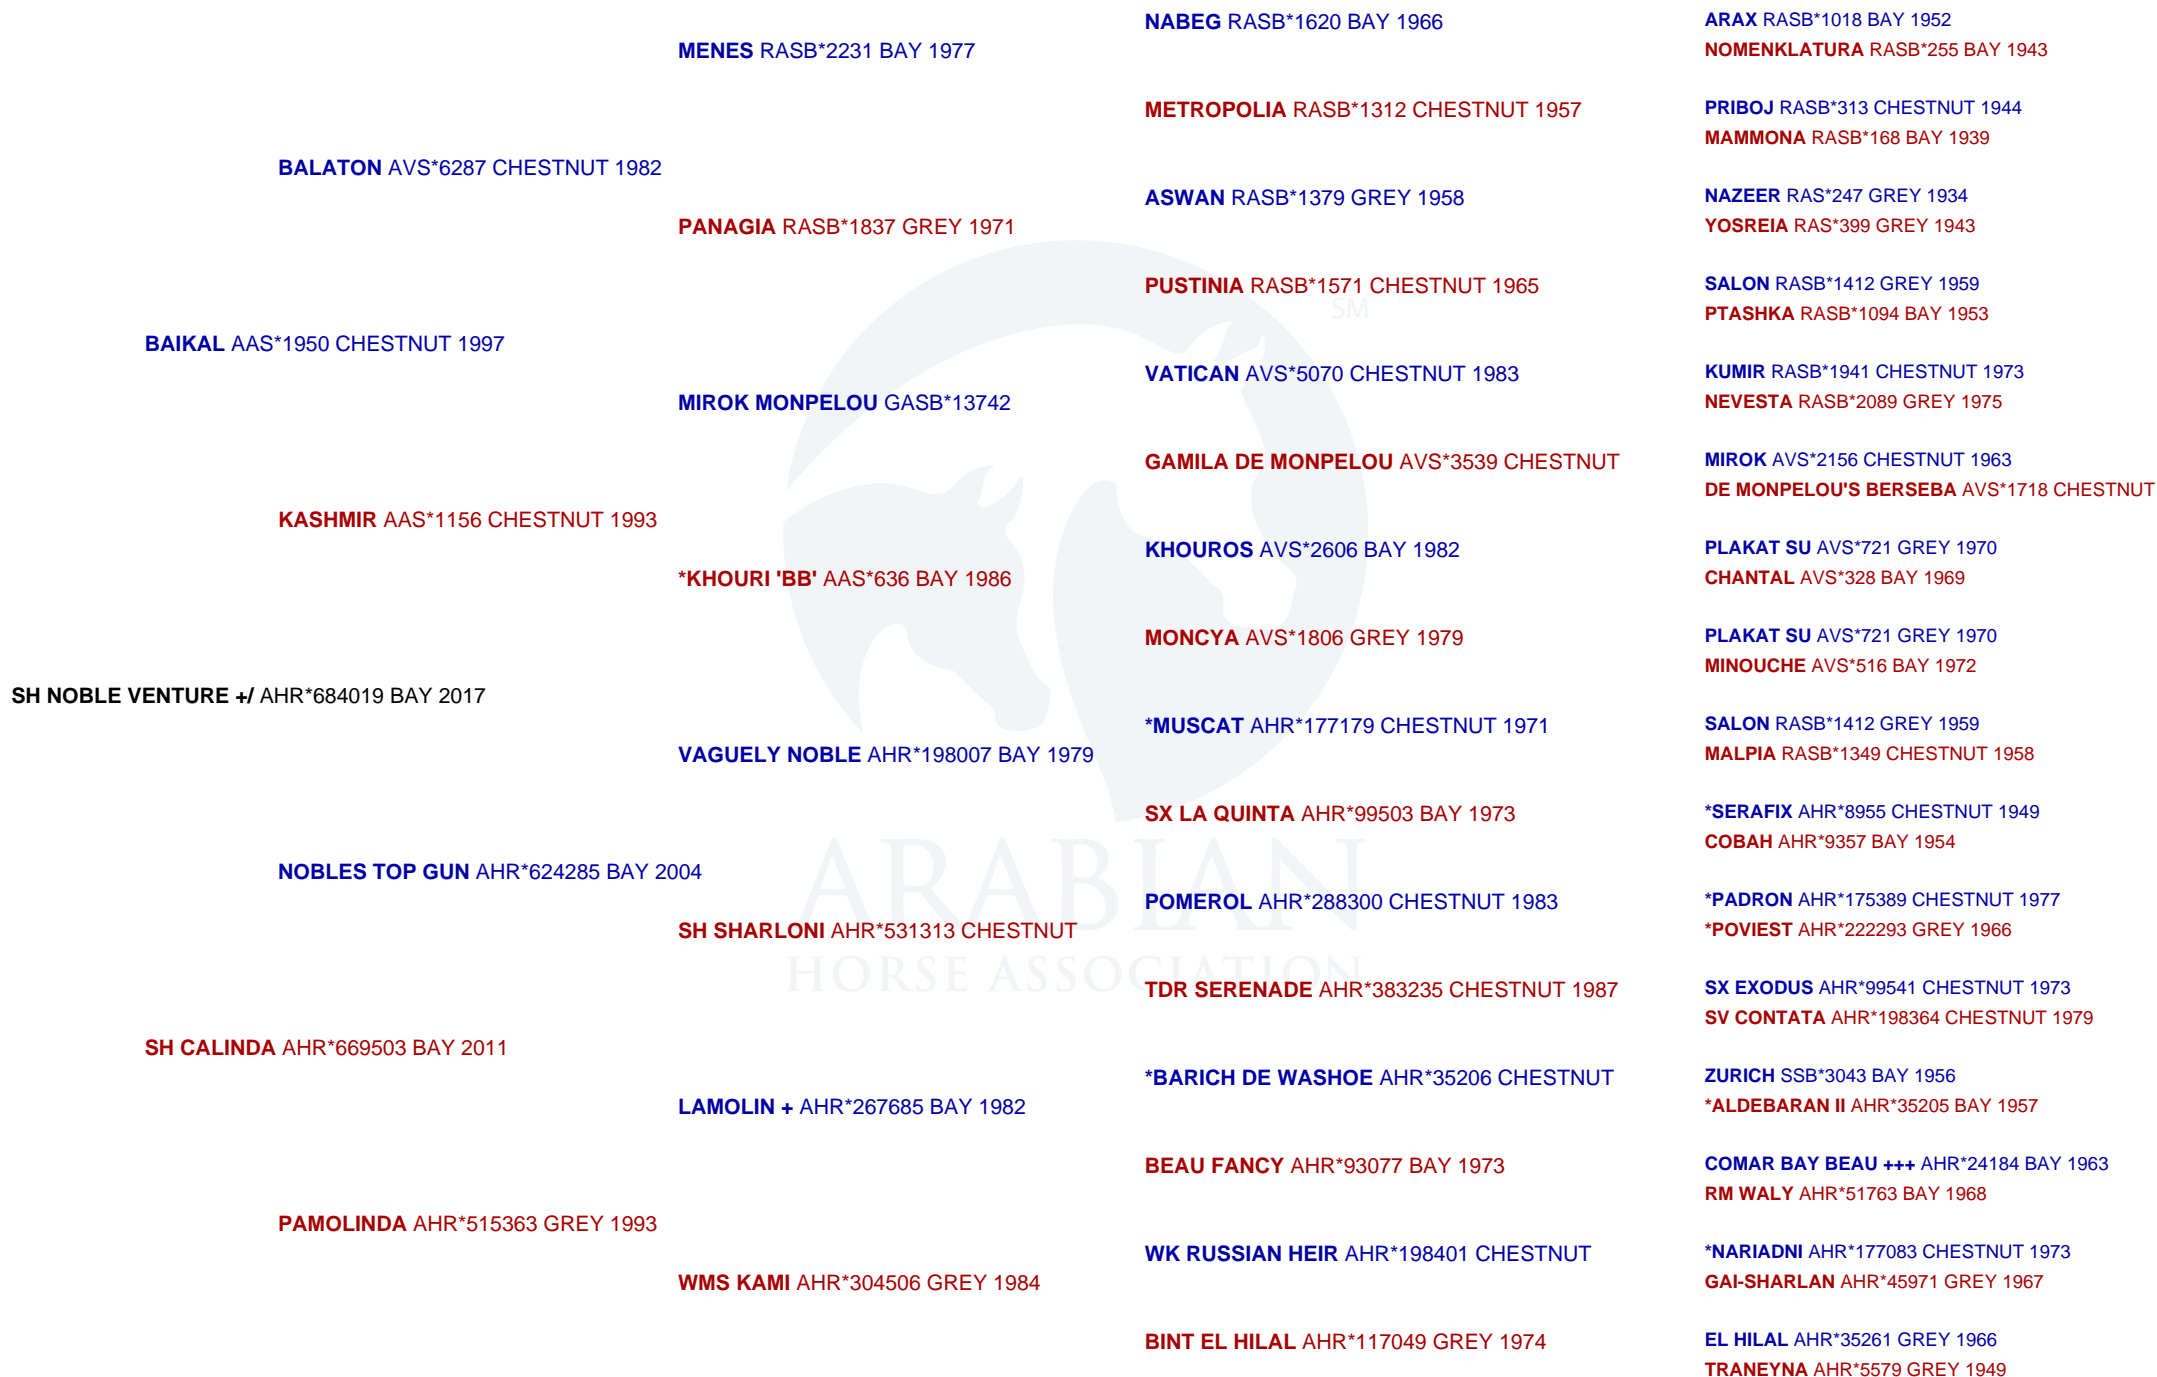 NABEG RASB*1620 BAY 1966
ARAX RASB*1018 BAY 1952
NOMENKLATURA RASB*255 BAY 1943
MENES RASB*2231 BAY 1977
METROPOLIA RASB*1312 CHESTNUT 1957
PRIBOJ RASB*313 CHESTNUT 1944
MAMMONA RASB*168 BAY 1939
BALATON AVS*6287 CHESTNUT 1982
ASWAN RASB*1379 GREY 1958
NAZEER RAS*247 GREY 1934
YOSREIA RAS*399 GREY 1943
PANAGIA RASB*1837 GREY 1971
PUSTINIA RASB*1571 CHESTNUT 1965
SALON RASB*1412 GREY 1959
PTASHKA RASB*1094 BAY 1953
SM
BAIKAL AAS*1950 CHESTNUT 1997
VATICAN AVS*5070 CHESTNUT 1983
KUMIR RASB*1941 CHESTNUT 1973
NEVESTA RASB*2089 GREY 1975
MIROK MONPELOU GASB*13742
GAMILA DE MONPELOU AVS*3539 CHESTNUT
MIROK AVS*2156 CHESTNUT 1963
DE MONPELOU'S BERSEBA AVS*1718 CHESTNUT
KASHMIR AAS*1156 CHESTNUT 1993
KHOUROS AVS*2606 BAY 1982
PLAKAT SU AVS*721 GREY 1970
CHANTAL AVS*328 BAY 1969
*KHOURI 'BB' AAS*636 BAY 1986
MONCYA AVS*1806 GREY 1979
PLAKAT SU AVS*721 GREY 1970
MINOUCHE AVS*516 BAY 1972
SH NOBLE VENTURE +/ AHR*684019 BAY 2017
*MUSCAT AHR*177179 CHESTNUT 1971
SALON RASB*1412 GREY 1959
MALPIA RASB*1349 CHESTNUT 1958
VAGUELY NOBLE AHR*198007 BAY 1979
SX LA QUINTA AHR*99503 BAY 1973
*SERAFIX AHR*8955 CHESTNUT 1949
COBAH AHR*9357 BAY 1954
NOBLES TOP GUN AHR*624285 BAY 2004
ARABIAN
POMEROL AHR*288300 CHESTNUT 1983
*PADRON AHR*175389 CHESTNUT 1977
*POVIEST AHR*222293 GREY 1966
SH SHARLONI AHR*531313 CHESTNUT
HORSE ASSOCIATION
TDR SERENADE AHR*383235 CHESTNUT 1987
SX EXODUS AHR*99541 CHESTNUT 1973
SV CONTATA AHR*198364 CHESTNUT 1979
SH CALINDA AHR*669503 BAY 2011
*BARICH DE WASHOE AHR*35206 CHESTNUT
ZURICH SSB*3043 BAY 1956
*ALDEBARAN II AHR*35205 BAY 1957
LAMOLIN + AHR*267685 BAY 1982
BEAU FANCY AHR*93077 BAY 1973
COMAR BAY BEAU +++ AHR*24184 BAY 1963
RM WALY AHR*51763 BAY 1968
PAMOLINDA AHR*515363 GREY 1993
WK RUSSIAN HEIR AHR*198401 CHESTNUT
*NARIADNI AHR*177083 CHESTNUT 1973
GAI-SHARLAN AHR*45971 GREY 1967
WMS KAMI AHR*304506 GREY 1984
BINT EL HILAL AHR*117049 GREY 1974
EL HILAL AHR*35261 GREY 1966
TRANEYNA AHR*5579 GREY 1949